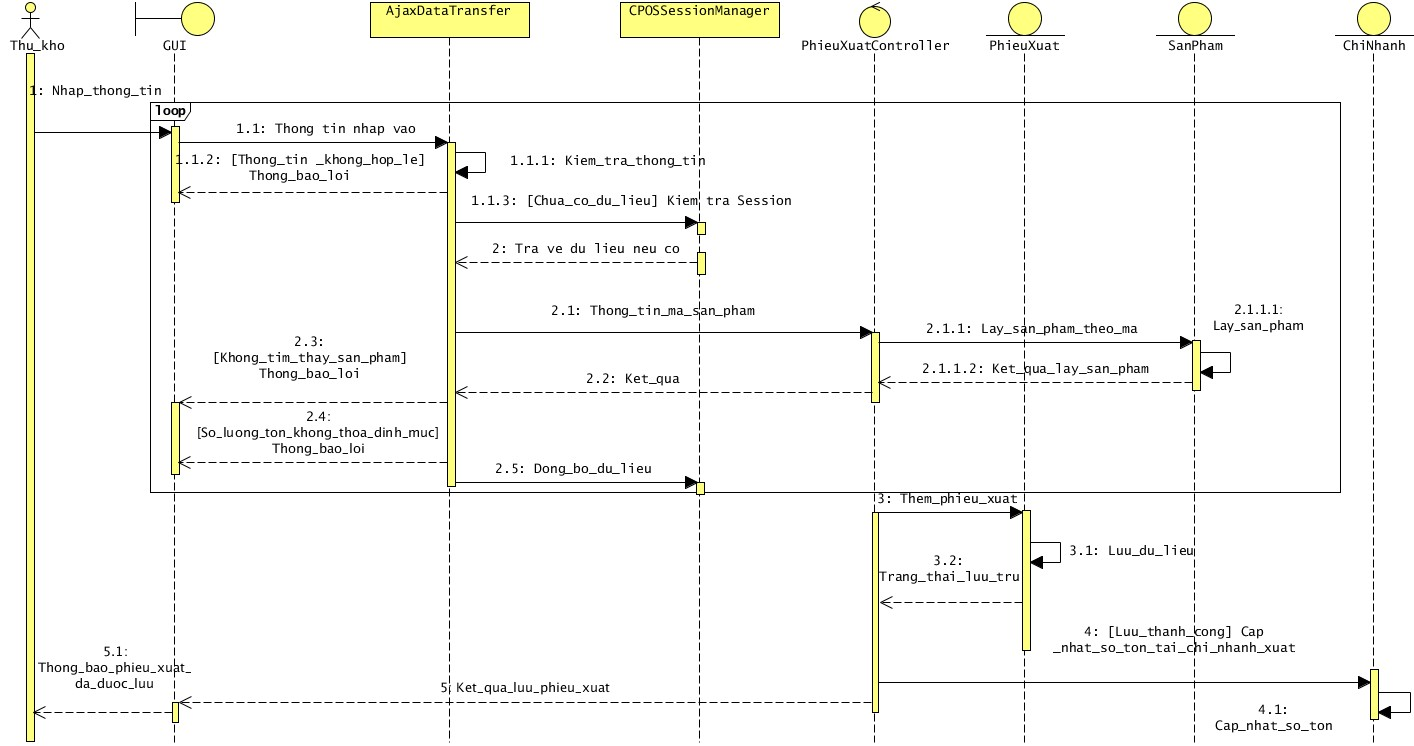 AjaxDataTransfer
CPOSSessionManager
Thu_kho
GUI
PhieuXuatController
PhieuXuat
SanPham
ChiNhanh
1: Nhap_thong_tin
loop
1.1: Thong tin nhap vao
1.1.1: Kiem_tra_thong_tin
1.1.2: [Thong_tin _khong_hop_le]
Thong_bao_loi
1.1.3: [Chua_co_du_lieu] Kiem tra Session
2: Tra ve du lieu neu co
2.1: Thong_tin_ma_san_pham
2.1.1: Lay_san_pham_theo_ma
2.1.1.1:
Lay_san_pham
2.1.1.2: Ket_qua_lay_san_pham
2.2: Ket_qua
2.3:
[Khong_tim_thay_san_pham]
Thong_bao_loi
2.4:
[So_luong_ton_khong_thoa_dinh_muc]
Thong_bao_loi
2.5: Dong_bo_du_lieu
3: Them_phieu_xuat
3.1: Luu_du_lieu
3.2:
Trang_thai_luu_tru
4: [Luu_thanh_cong] Cap
_nhat_so_ton_tai_chi_nhanh_xuat
4.1:
Cap_nhat_so_ton
5: Ket_qua_luu_phieu_xuat
5.1:
Thong_bao_phieu_xuat_
da_duoc_luu